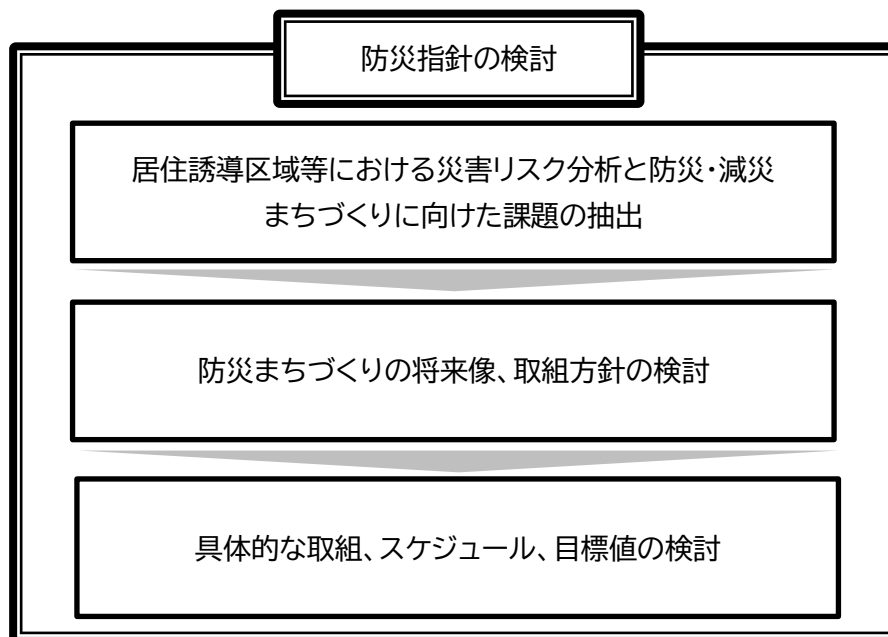 防災指針の検討
居住誘導区域等における災害リスク分析と防災・減災
まちづくりに向けた課題の抽出
防災まちづくりの将来像、取組方針の検討
具体的な取組、スケジュール、目標値の検討